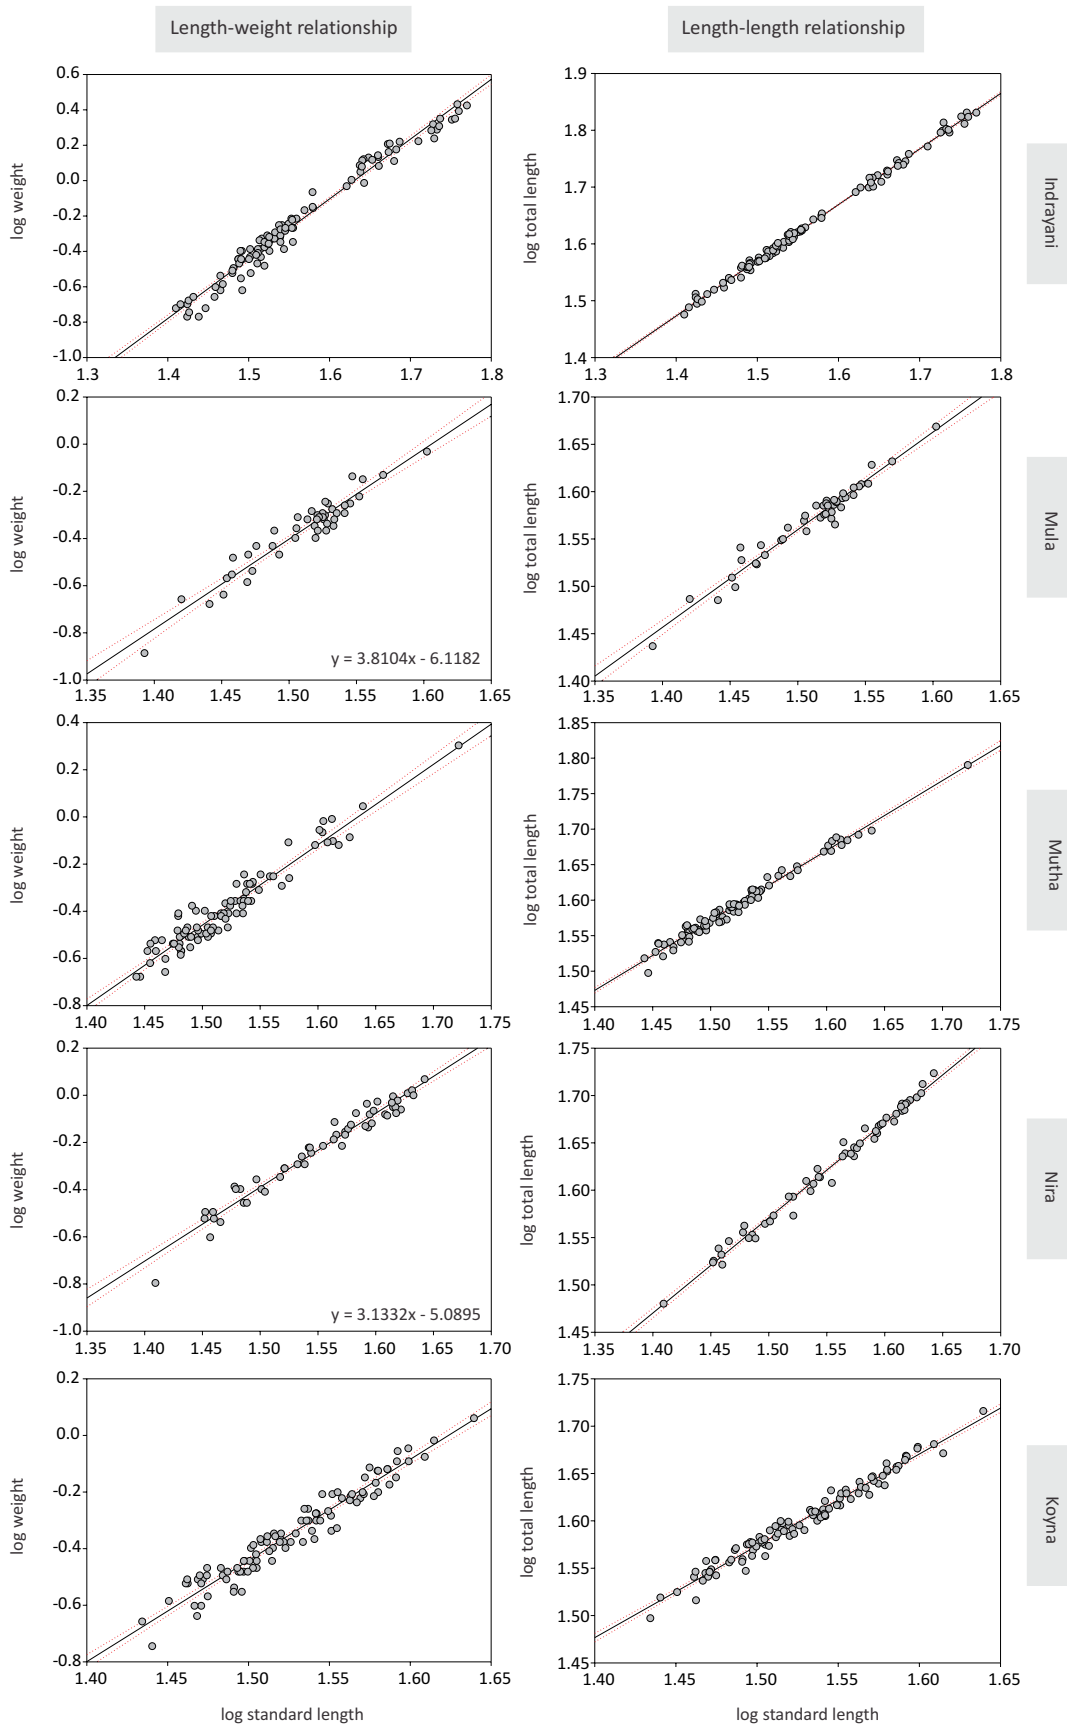 Length-weight relationship
Length-length relationship
0.6
0.4
0.2
0.0
-0.2
-0.4
-0.6
-0.8
-1.0
1.3 1.4 1.5 1.6 1.7 1.8
log weight
1.9
1.8
1.7
1.6
1.5
1.4
1.3 1.4 1.5 1.6 1.7 1.8
log total length
Indrayani
0.2
0.0
-0.2
-0.4
-0.6
-0.8
-1.0
1.35 1.40 1.45 1.50 1.55 1.60 1.65
log weight
y = 3.8104x - 6.1182
1.70
1.65
1.60
1.55
1.50
1.45
1.40
1.35 1.40 1.45 1.50 1.55 1.60 1.65
log total length
Mula
0.4
0.2
0.0
-0.2
-0.4
-0.6
-0.8
1.40 1.45 1.50 1.55 1.60 1.65 1.70 1.75
log weight
1.85
1.80
1.75
1.70
1.65
1.60
1.55
1.50
1.45
1.40 1.45 1.50 1.55 1.60 1.65 1.70 1.75
log total length
Mutha
0.2
0.0
-0.2
-0.4
-0.6
-0.8
-1.0
1.35 1.40 1.45 1.50 1.55 1.60 1.65 1.70
log weight
y = 3.1332x - 5.0895
1.75
1.70
1.65
1.60
1.55
1.50
1.45
1.35 1.40 1.45 1.50 1.55 1.60 1.65 1.70
log total length
Nira
0.2
0.0
-0.2
-0.4
-0.6
-0.8
1.40 1.45 1.50 1.55 1.60 1.65
log weight
log standard length
1.75
1.70
1.65
1.60
1.55
1.50
1.45
1.40 1.45 1.50 1.55 1.60 1.65
log total length
log standard length
Koyna